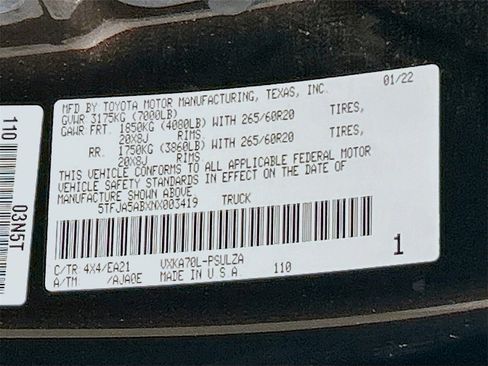 MFD BY TOYOTA MOTOR MANUFACTURING, TEXAS, INC. 01/22
GVWR 3175KG (7000LB)
GAWR FRT. 1850KG (4080LB) WITH 265/60R20 TIRES,
20X8J RIMS
RR. 1750KG (3860LB) WITH 265/60R20 TIRES,
20X8J RIMS
THIS VEHICLE CONFORMS TO ALL APPLICABLE FEDERAL MOTOR
VEHICLE SAFETY STANDARDS IN EFFECT ON THE DATE OF
MANUFACTURE SHOWN ABOVE.
5TFJA5ABXNX003419 TRUCK
C/TR: 4X4/EA21 VXKA70L-PSULZA
A/TM: /AJA0E MADE IN U.S.A. 110
1
110 03N5T